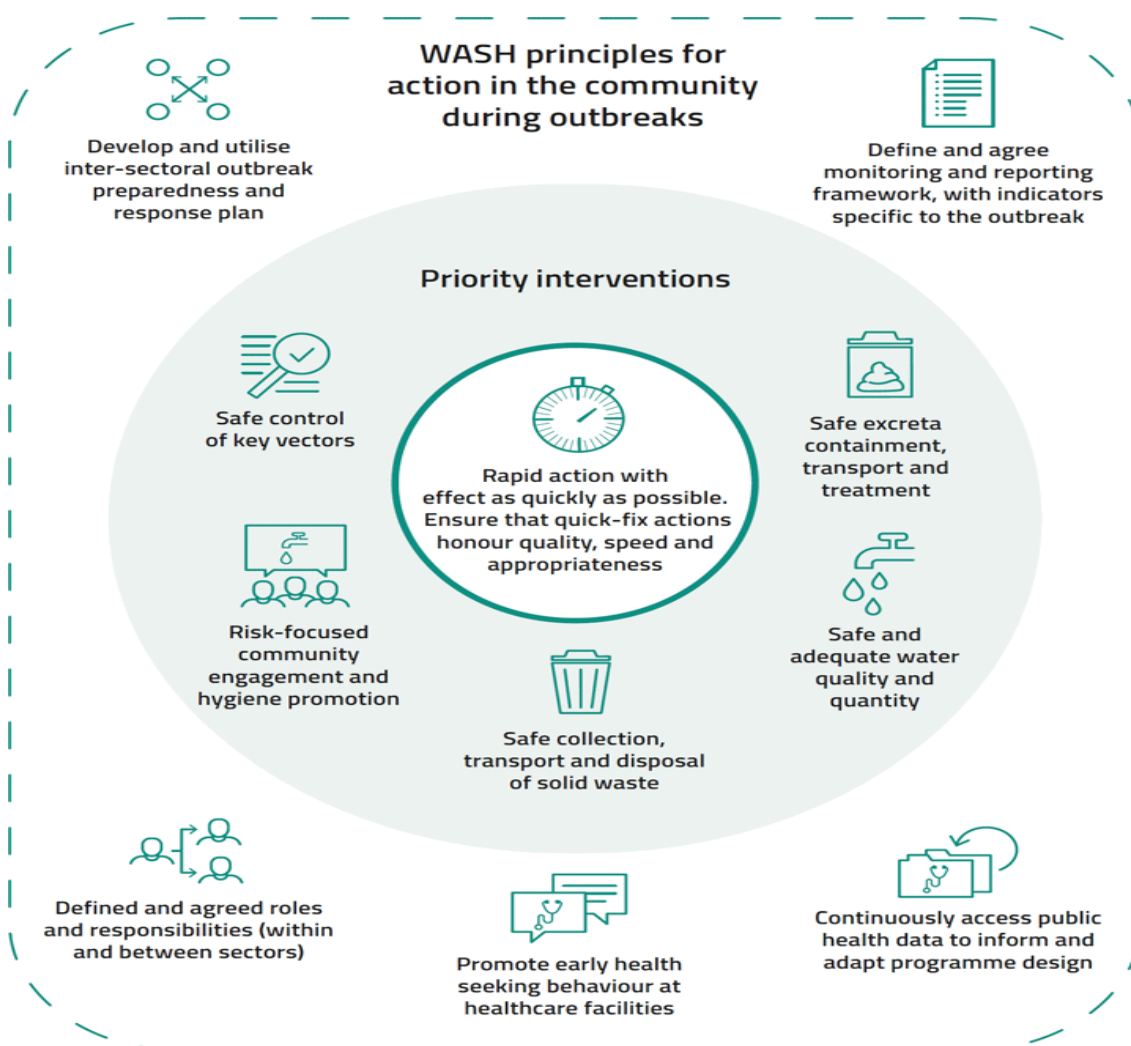 WASH principles for
action in the community
during outbreaks
Develop and utilise
inter-sectoral outbreak
preparedness and
response plan
Define and agree
monitoring and reporting
framework, with indicators
specific to the outbreak
Priority interventions
Safe control
of key vectors
Rapid action with
effect as quickly as possible.
Ensure that quick-fix actions
honour quality, speed and
appropriateness
Safe excreta
containment,
transport and
treatment
Risk-focused
community
engagement and
hygiene promotion
Safe collection,
transport and disposal
of solid waste
Safe and
adequate water
quality and
quantity
Defined and agreed roles
and responsibilities (within
and between sectors)
Promote early health
seeking behaviour at
healthcare facilities
Continuously access public
health data to inform and
adapt programme design